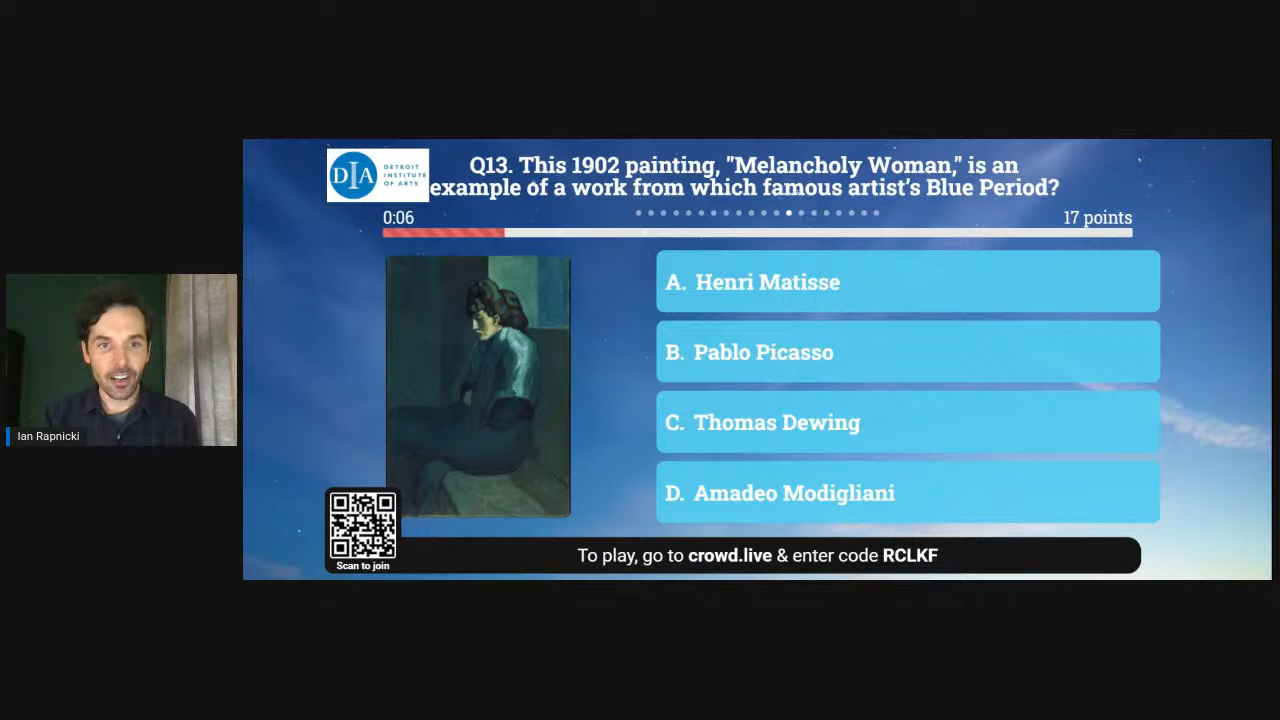 DIA
DETROIT
INSTITUTE
OF ARTS
Q13. This 1902 painting, "Melancholy Woman," is an
example of a work from which famous artist's Blue Period?
0:06
17 points
A. Henri Matisse
B. Pablo Picasso
C. Thomas Dewing
D. Amadeo Modigliani
Ian Rapnicki
Scan to join
To play, go to crowd.live & enter code RCLKF